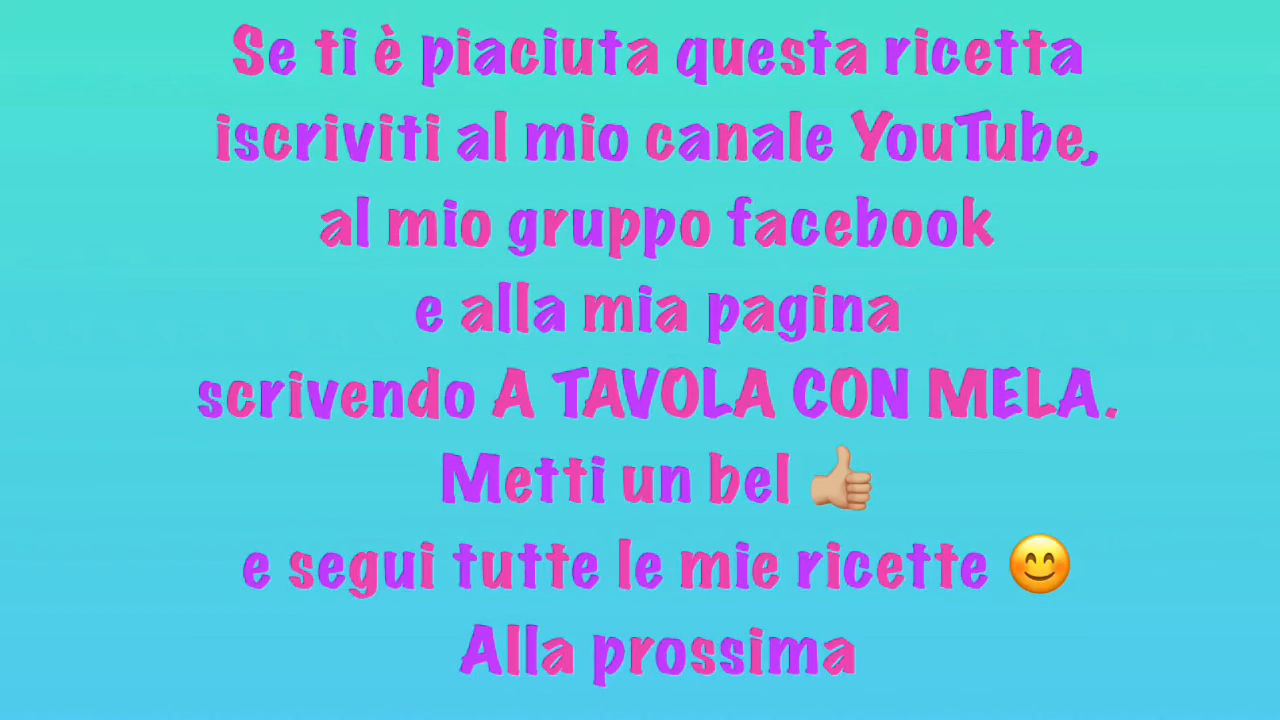 Se ti è piaciuta questa ricetta
iscriviti al mio canale YouTube,
al mio gruppo facebook
e alla mia pagina
scrivendo A TAVOLA CON MELA.
Metti un bel 👍🏼
e segui tutte le mie ricette 😊
Alla prossima